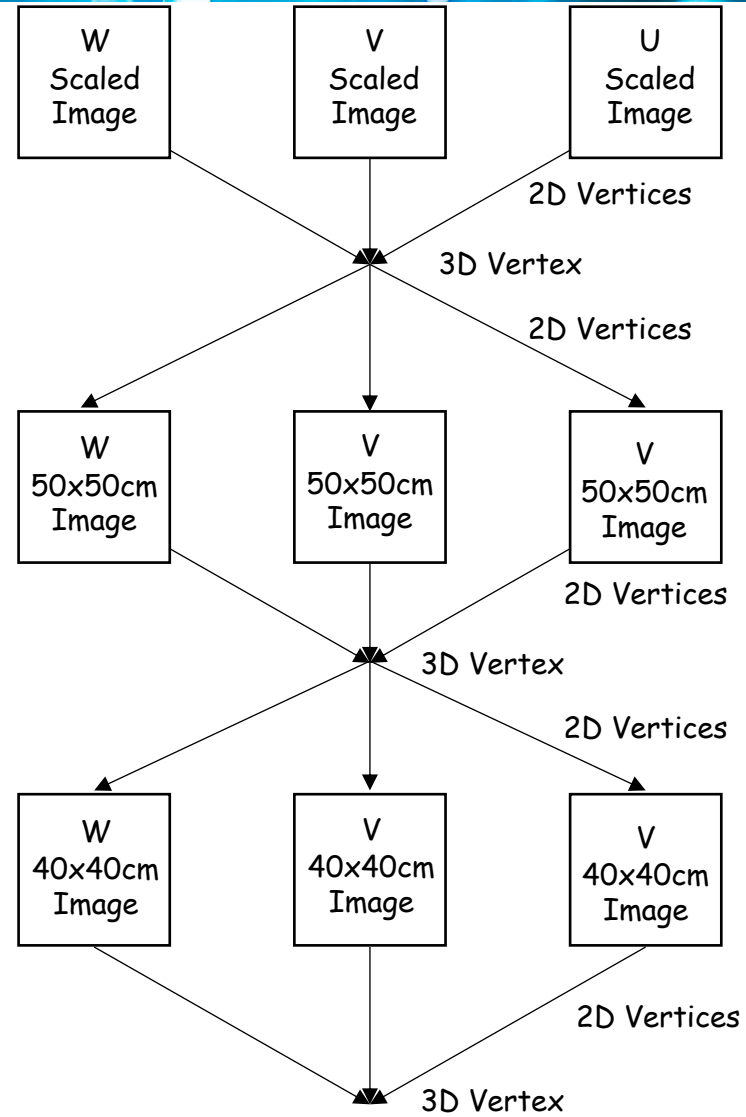 W
Scaled
Image
V
Scaled
Image
U
Scaled
Image
2D Vertices
3D Vertex
2D Vertices
W
50x50cm
Image
V
50x50cm
Image
V
50x50cm
Image
2D Vertices
3D Vertex
2D Vertices
W
40x40cm
Image
V
40x40cm
Image
V
40x40cm
Image
2D Vertices
3D Vertex